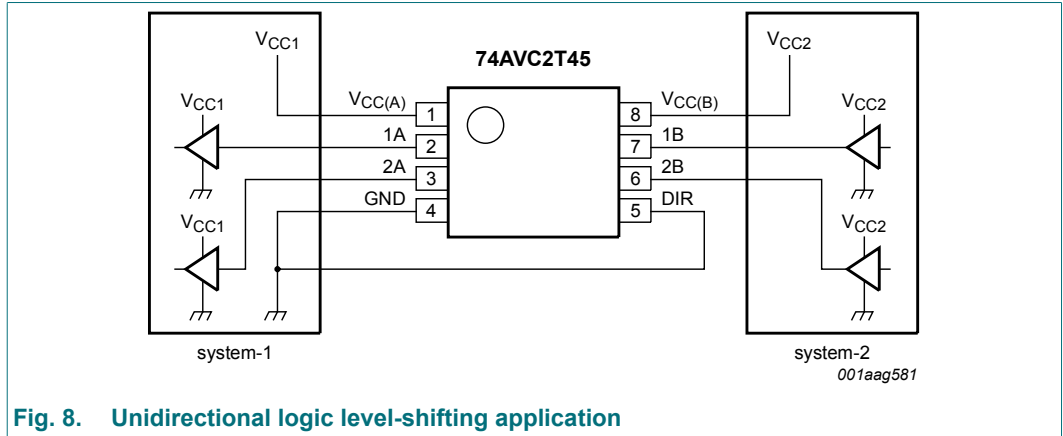 VCC1
74AVC2T45
VCC2
VCC1
VCC(A)
1
8
VCC(B)
VCC2
1A
2
7
1B
2A
3
6
2B
GND
4
5
DIR
VCC1
VCC2
system-1
system-2
001aag581
Fig. 8. Unidirectional logic level-shifting application